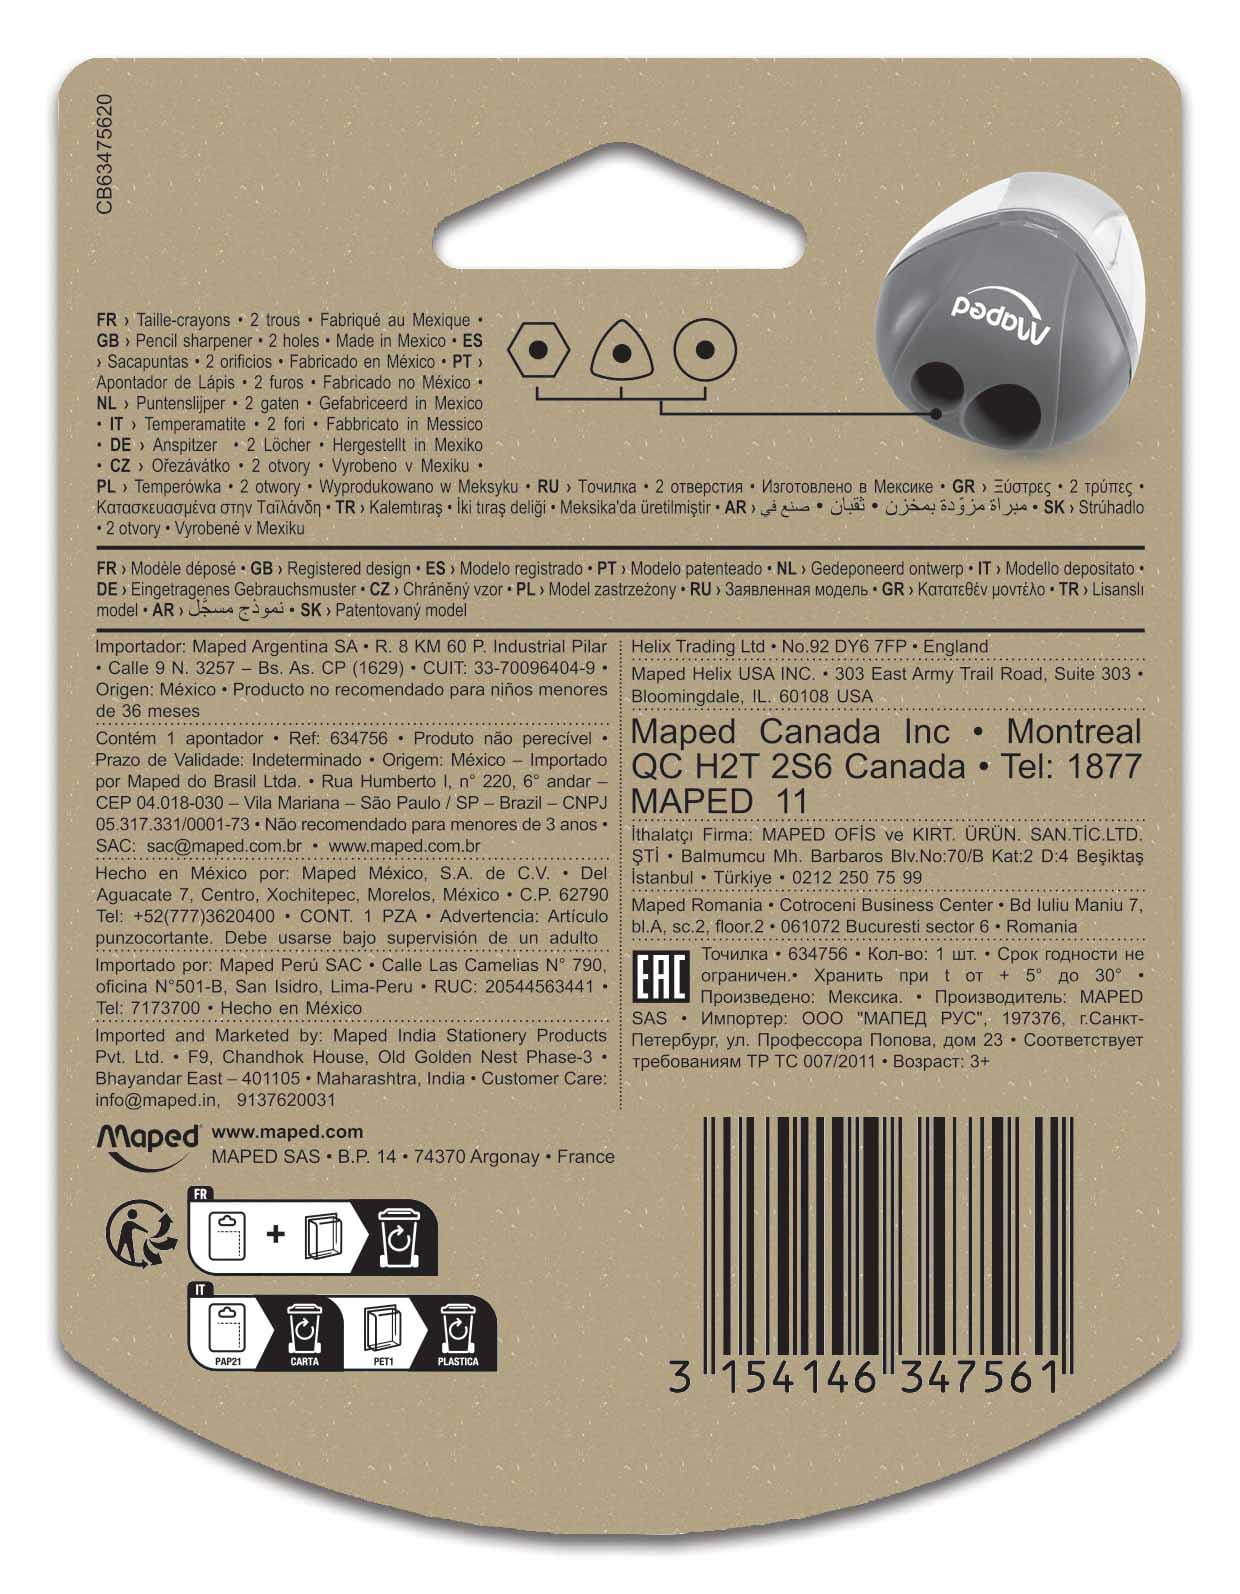 CB63475620
Maped
FR › Taille-crayons • 2 trous • Fabriqué au Mexique •
GB › Pencil sharpener • 2 holes • Made in Mexico • ES
› Sacapuntas • 2 orificios • Fabricado en México • PT ›
Apontador de Lápis • 2 furos • Fabricado no México •
NL › Puntenslijper • 2 gaten • Gefabriceerd in Mexico
• IT › Temperamatite • 2 fori • Fabbricato in Messico
• DE › Anspitzer • 2 Löcher • Hergestellt in Mexiko
• CZ › Ořezávátko • 2 otvory • Vyrobeno v Mexiku •
PL › Temperówka • 2 otwory • Wyprodukowano w Meksyku • RU › Точилка • 2 отверстия • Изготовлено в Мексике • GR › Ξύστρες • 2 τρύπες •
Κατασκευασμένα στην Ταϊλάνδη • TR › Kalemtıraş • İki tıraş deliği • Meksika'da üretilmiştir • AR › مبراة مزوّدة بمخزن • ثقبان • صنع في • SK › Strúhadlo
• 2 otvory • Vyrobené v Mexiku
FR › Modèle déposé • GB › Registered design • ES › Modelo registrado • PT › Modelo patenteado • NL › Gedeponeerd ontwerp • IT › Modello depositato •
DE › Eingetragenes Gebrauchsmuster • CZ › Chráněný vzor • PL › Model zastrzeżony • RU › Заявленная модель • GR › Κατατεθέν μοντέλο • TR › Lisanslı
model • AR › نموذج مسجّل • SK › Patentovaný model
Importador: Maped Argentina SA • R. 8 KM 60 P. Industrial Pilar
• Calle 9 N. 3257 – Bs. As. CP (1629) • CUIT: 33-70096404-9 •
Origen: México • Producto no recomendado para niños menores
de 36 meses
Contém 1 apontador • Ref: 634756 • Produto não perecível •
Prazo de Validade: Indeterminado • Origem: México – Importado
por Maped do Brasil Ltda. • Rua Humberto I, n° 220, 6° andar –
CEP 04.018-030 – Vila Mariana – São Paulo / SP – Brazil – CNPJ
05.317.331/0001-73 • Não recomendado para menores de 3 anos •
SAC: sac@maped.com.br • www.maped.com.br
Hecho en México por: Maped México, S.A. de C.V. • Del
Aguacate 7, Centro, Xochitepec, Morelos, México • C.P. 62790
Tel: +52(777)3620400 • CONT. 1 PZA • Advertencia: Artículo
punzocortante. Debe usarse bajo supervisión de un adulto
Importado por: Maped Perú SAC • Calle Las Camelias N° 790,
oficina N°501-B, San Isidro, Lima-Peru • RUC: 20544563441 •
Tel: 7173700 • Hecho en México
Imported and Marketed by: Maped India Stationery Products
Pvt. Ltd. • F9, Chandhok House, Old Golden Nest Phase-3 •
Bhayandar East – 401105 • Maharashtra, India • Customer Care:
info@maped.in, 9137620031
Helix Trading Ltd • No.92 DY6 7FP • England
Maped Helix USA INC. • 303 East Army Trail Road, Suite 303 •
Bloomingdale, IL. 60108 USA
Maped Canada Inc • Montreal
QC H2T 2S6 Canada • Tel: 1877
MAPED 11
İthalatçı Firma: MAPED OFİS ve KIRT. ÜRÜN. SAN.TİC.LTD.
ŞTİ • Balmumcu Mh. Barbaros Blv.No:70/B Kat:2 D:4 Beşiktaş
İstanbul • Türkiye • 0212 250 75 99
Maped Romania • Cotroceni Business Center • Bd Iuliu Maniu 7,
bl.A, sc.2, floor.2 • 061072 Bucuresti sector 6 • Romania
EAC
Точилка • 634756 • Кол-во: 1 шт. • Срок годности не
ограничен.• Хранить при t от + 5° до 30° •
Произведено: Мексика. • Производитель: MAPED
SAS • Импортер: ООО "МАПЕД РУС", 197376, г.Санкт-
Петербург, ул. Профессора Попова, дом 23 • Соответствует
требованиям ТР ТС 007/2011 • Возраст: 3+
Maped www.maped.com
MAPED SAS • B.P. 14 • 74370 Argonay • France
FR
+
IT
PAP21 CARTA PET1 PLASTICA
3 154146 347561